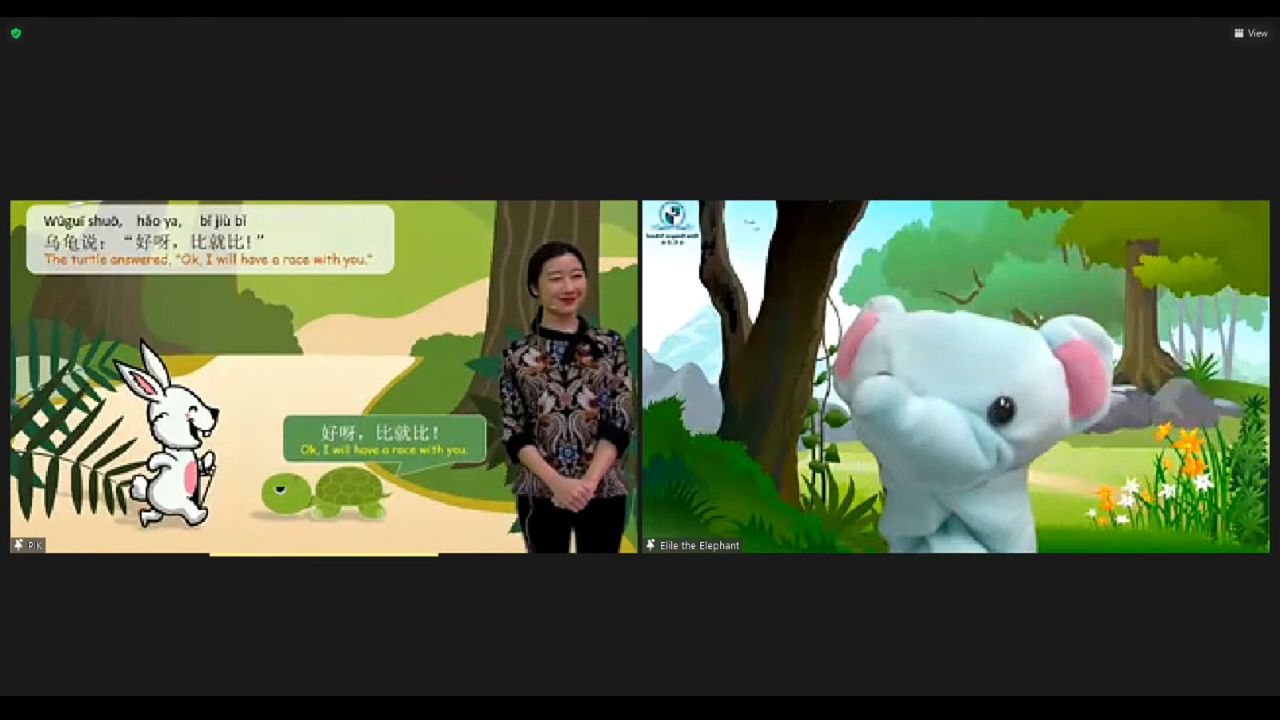 View
Wūguī shuō, hǎo ya, bǐ jiù bǐ
乌龟说：“好呀，比就比！”
The turtle answered, “Ok, I will have a race with you.”
好呀，比就比！
Ok, I will have a race with you.
PIK
Elile the Elephant